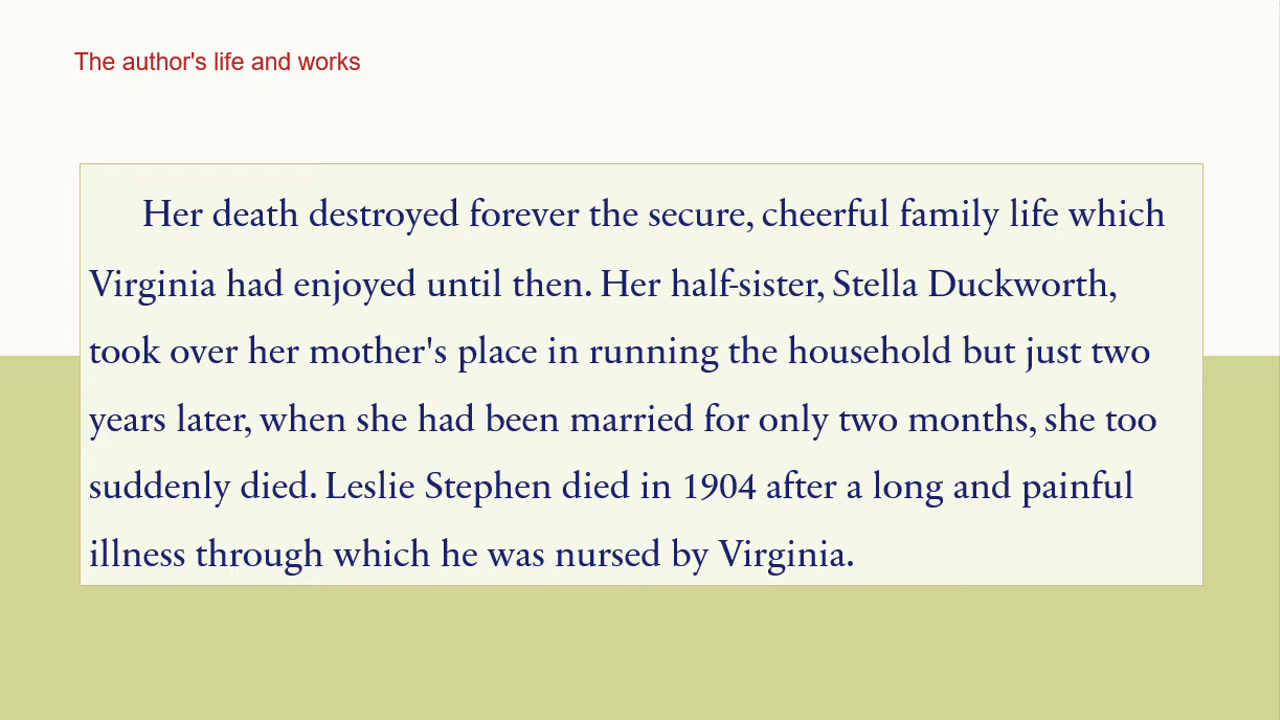 The author's life and works
Her death destroyed forever the secure, cheerful family life which
Virginia had enjoyed until then. Her half-sister, Stella Duckworth,
took over her mother's place in running the household but just two
years later, when she had been married for only two months, she too
suddenly died. Leslie Stephen died in 1904 after a long and painful
illness through which he was nursed by Virginia.